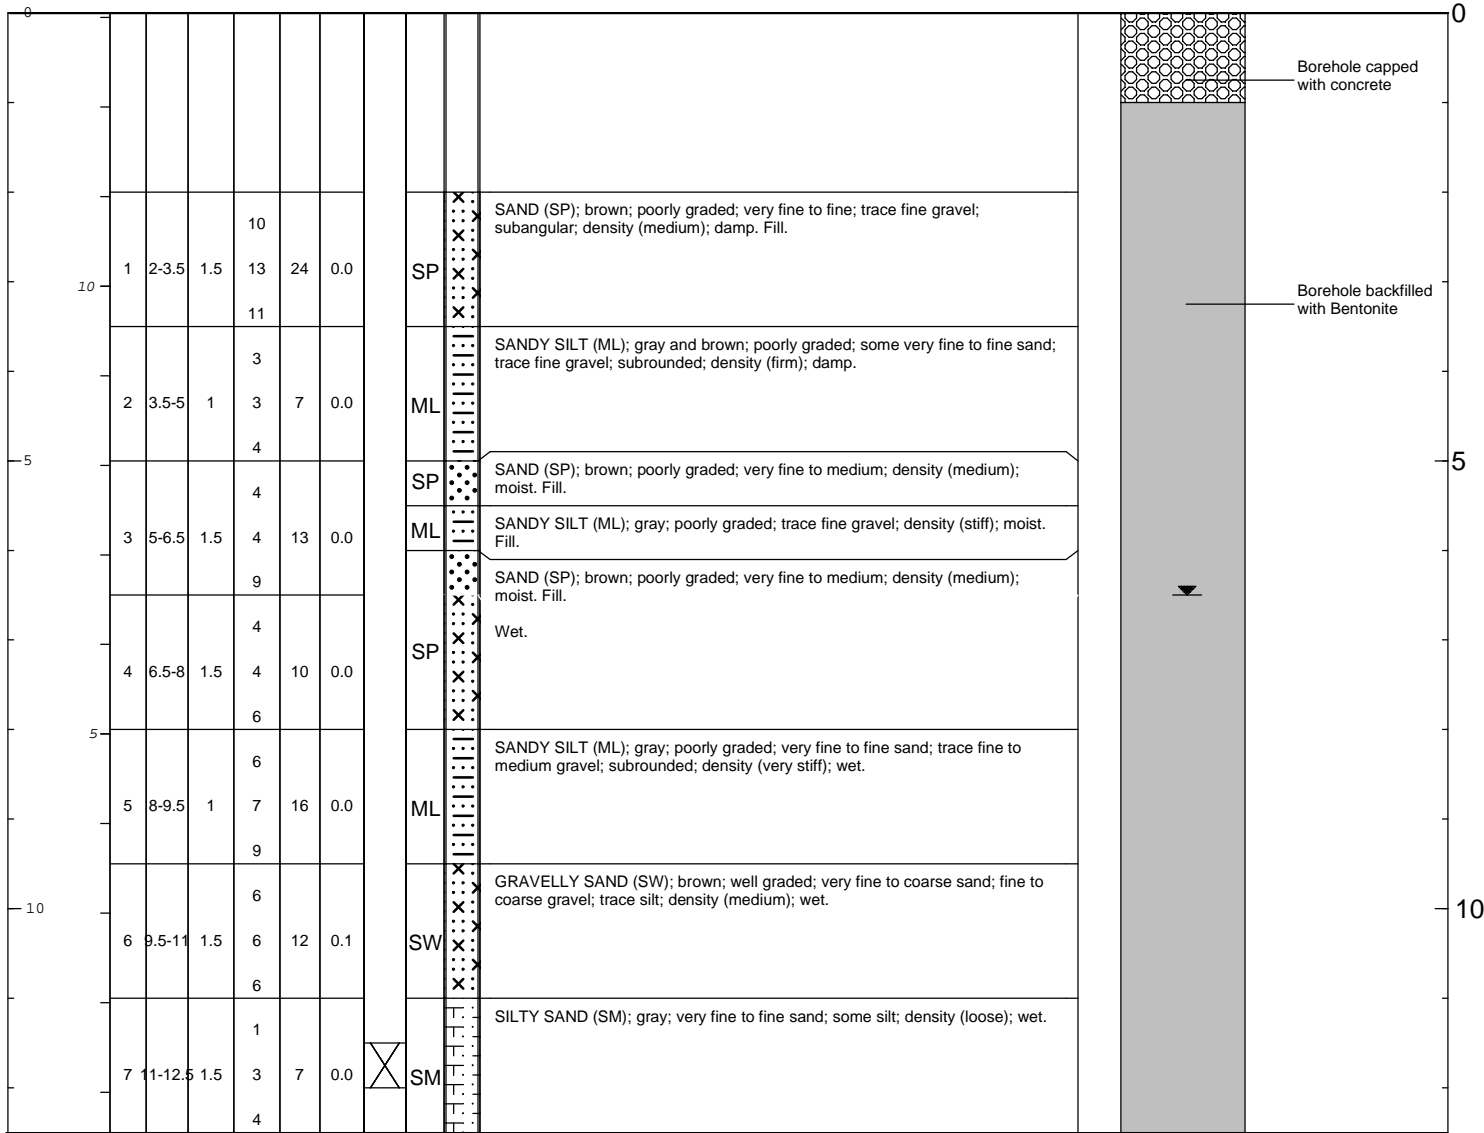 0
0
Borehole capped
with concrete
SAND (SP); brown; poorly graded; very fine to fine; trace fine gravel;
subangular; density (medium); damp. Fill.
10
1 2-3.5 1.5 13 24 0.0 SP
10
11
Borehole backfilled
with Bentonite
SANDY SILT (ML); gray and brown; poorly graded; some very fine to fine sand;
trace fine gravel; subrounded; density (firm); damp.
3
2 3.5-5 1 3 7 0.0 ML
4
5
5
SAND (SP); brown; poorly graded; very fine to medium; density (medium);
moist. Fill.
SP
4
SANDY SILT (ML); gray; poorly graded; trace fine gravel; density (stiff); moist.
Fill.
ML
3 5-6.5 1.5 4 13 0.0
9
SAND (SP); brown; poorly graded; very fine to medium; density (medium);
moist. Fill.
Wet.
4
SP
4 6.5-8 1.5 4 10 0.0
6
5
SANDY SILT (ML); gray; poorly graded; very fine to fine sand; trace fine to
medium gravel; subrounded; density (very stiff); wet.
6
5 8-9.5 1 7 16 0.0 ML
9
GRAVELLY SAND (SW); brown; well graded; very fine to coarse sand; fine to
coarse gravel; trace silt; density (medium); wet.
6
10
10
6 9.5-11 1.5 6 12 0.1 SW
6
SILTY SAND (SM); gray; very fine to fine sand; some silt; density (loose); wet.
1
7 11-12.5 1.5 3 7 0.0 SM
4